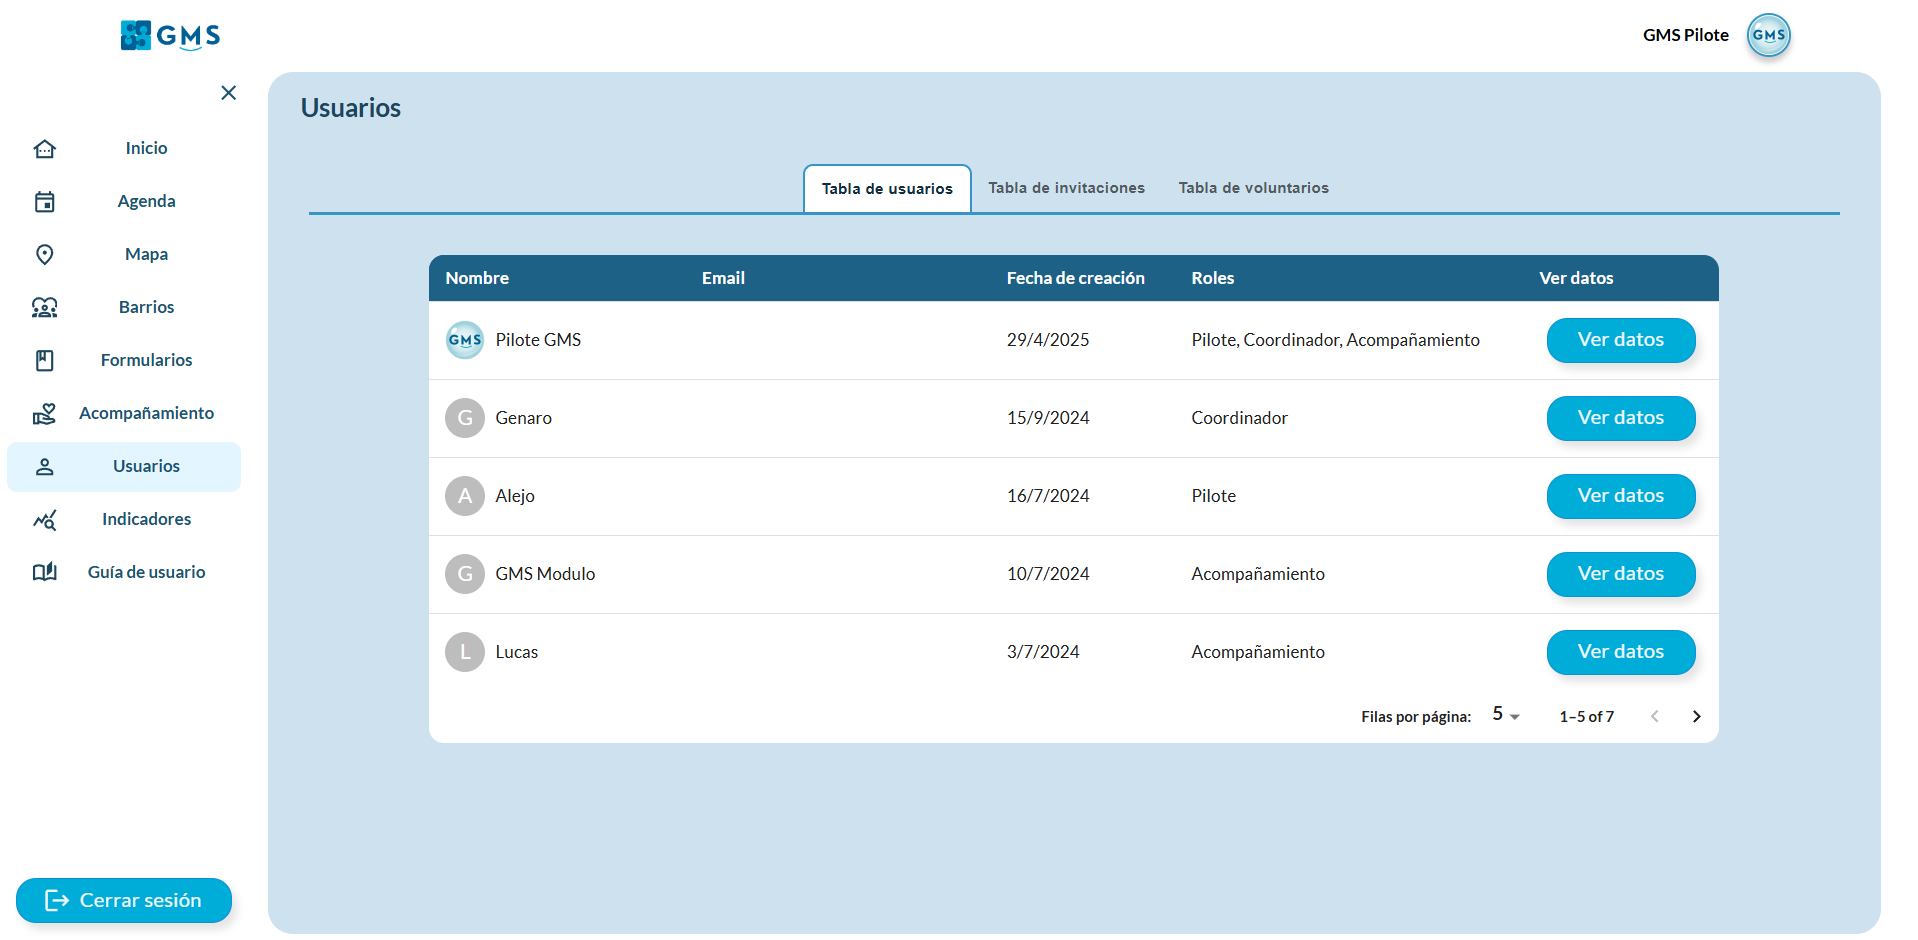 GMS
GMS Pilote
GMS
Usuarios
Inicio
Agenda
Mapa
Barrios
Formularios
Acompañamiento
Usuarios
Indicadores
Guía de usuario
Cerrar sesión
Tabla de usuarios Tabla de invitaciones Tabla de voluntarios
Nombre Email Fecha de creación Roles Ver datos
GMS Pilote GMS 29/4/2025 Pilote, Coordinador, Acompañamiento Ver datos
G Genaro 15/9/2024 Coordinador Ver datos
A Alejo 16/7/2024 Pilote Ver datos
G GMS Modulo 10/7/2024 Acompañamiento Ver datos
L Lucas 3/7/2024 Acompañamiento Ver datos
Filas por página: 5 1–5 of 7